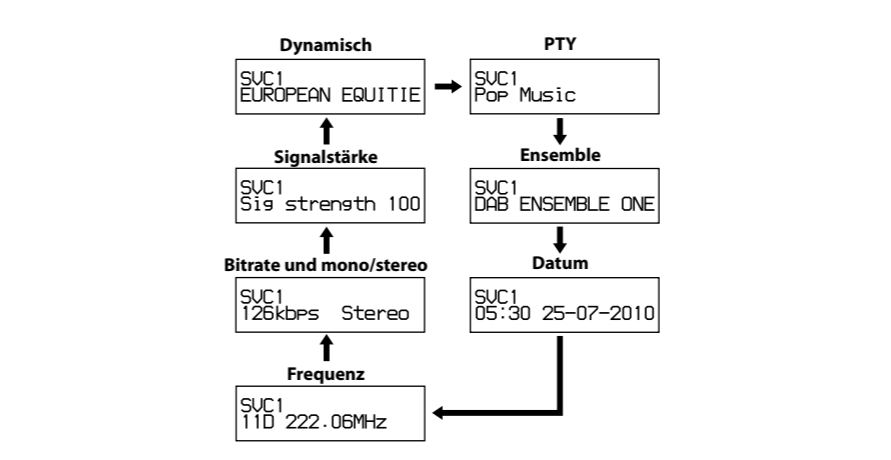 Dynamisch
SVC1
EUROPEAN EQUITIE
PTY
SVC1
Pop Music
Ensemble
SVC1
DAB ENSEMBLE ONE
Datum
SVC1
05:30 25-07-2010
Frequenz
SVC1
11D 222.06MHz
Bitrate und mono/stereo
SVC1
126kbps Stereo
Signalstärke
SVC1
Sig strength 100